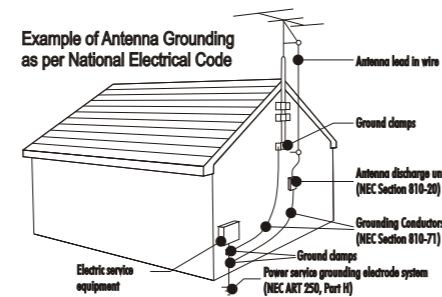 Example of Antenna Grounding
as per National Electrical Code
Antenna lead in wire
Ground clamps
Antenna discharge un
(NEC Section 810-20)
Grounding Conductors
(NEC Section 810-71)
Ground clamps
Electric service
equipment
Power service grounding electrode system
(NEC ART 250, Part H)